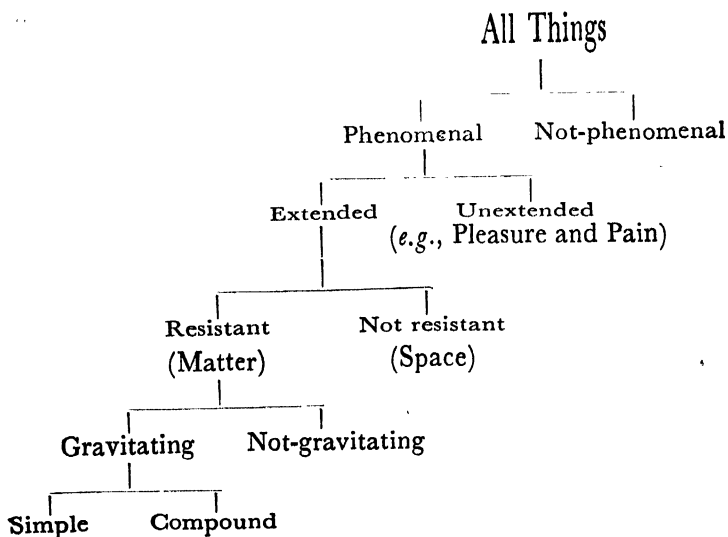 All Things
Phenomenal Not-phenomenal
Extended Unextended
(e.g., Pleasure and Pain)
Resistant Not resistant
(Matter) (Space)
Gravitating Not-gravitating
Simple Compound